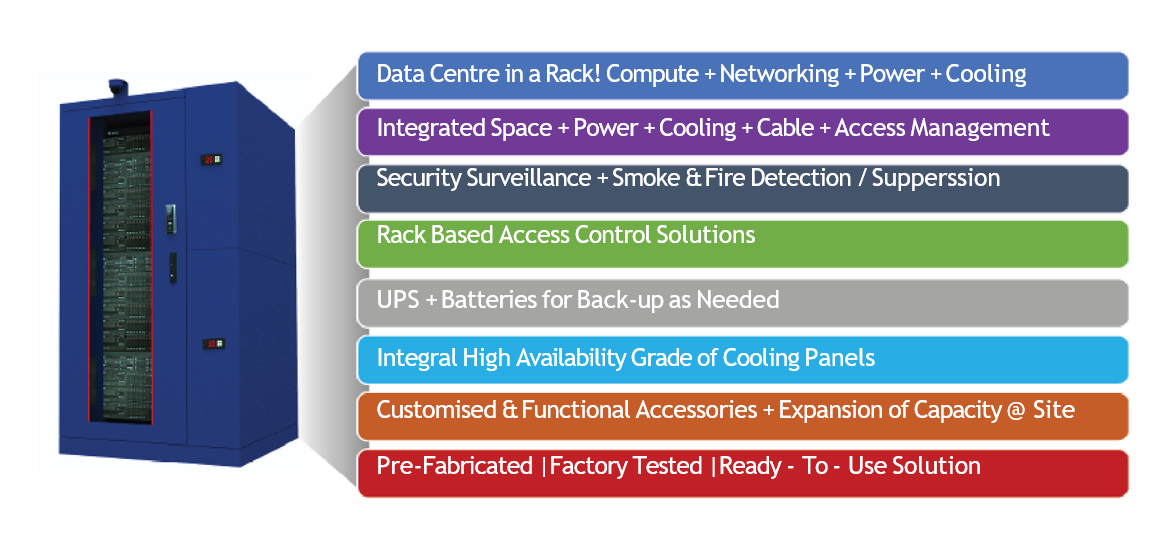 Data Centre in a Rack! Compute + Networking + Power + Cooling
Integrated Space + Power + Cooling + Cable + Access Management
Security Surveillance + Smoke & Fire Detection / Supperssion
Rack Based Access Control Solutions
UPS + Batteries for Back-up as Needed
Integral High Availability Grade of Cooling Panels
Customised & Functional Accessories + Expansion of Capacity @ Site
Pre-Fabricated |Factory Tested |Ready - To - Use Solution